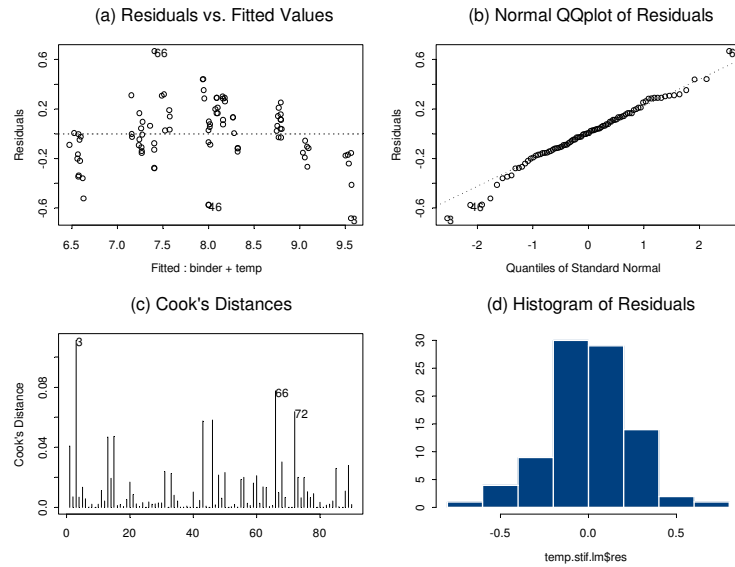 (a) Residuals vs. Fitted Values
Residuals
0.6
0.2
-0.2
-0.6
66
46
3
6.5 7.0 7.5 8.0 8.5 9.0 9.5
Fitted : binder + temp
(b) Normal QQplot of Residuals
Residuals
0.6
0.2
-0.2
-0.6
46
3
-2 -1 0 1 2
Quantiles of Standard Normal
(c) Cook's Distances
Cook's Distance
0.08
0.04
0.0
3
66
72
0 20 40 60 80
(d) Histogram of Residuals
30
25
20
15
10
5
0
-0.5 0.0 0.5
temp.stif.lm$res